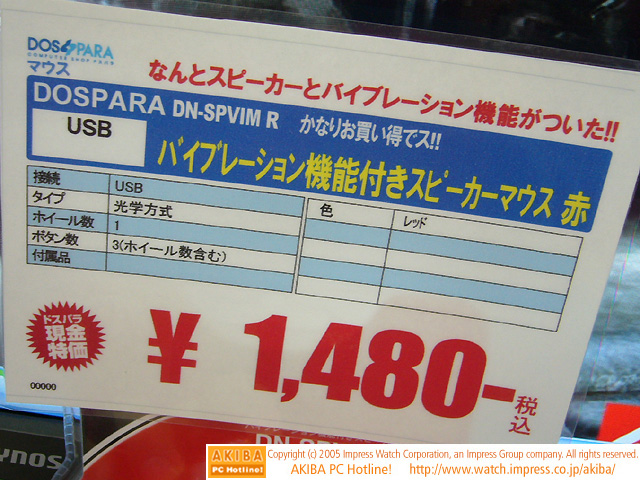 DOS PARA
COMPUTER SHOP PROS
マウス
なんとスピーカーとバイブレーション機能がついた!!
DOSPARA DN-SPVIM R かなりお買い得でス!!
USB
バイブレーション機能付きスピーカーマウス 赤
接続 USB
タイプ 光学方式
ホイール数 1
ボタン数 3(ホイール数含む)
付属品
色 レッド
ドスパラ
現金
特価
¥ 1,480-
税込
00000
ynos
AKIBA
PC Hotline!
Copyright (c) 2005 Impress Watch Corporation, an Impress Group company. All rights reserved.
AKIBA PC Hotline! http://www.watch.impress.co.jp/akiba/